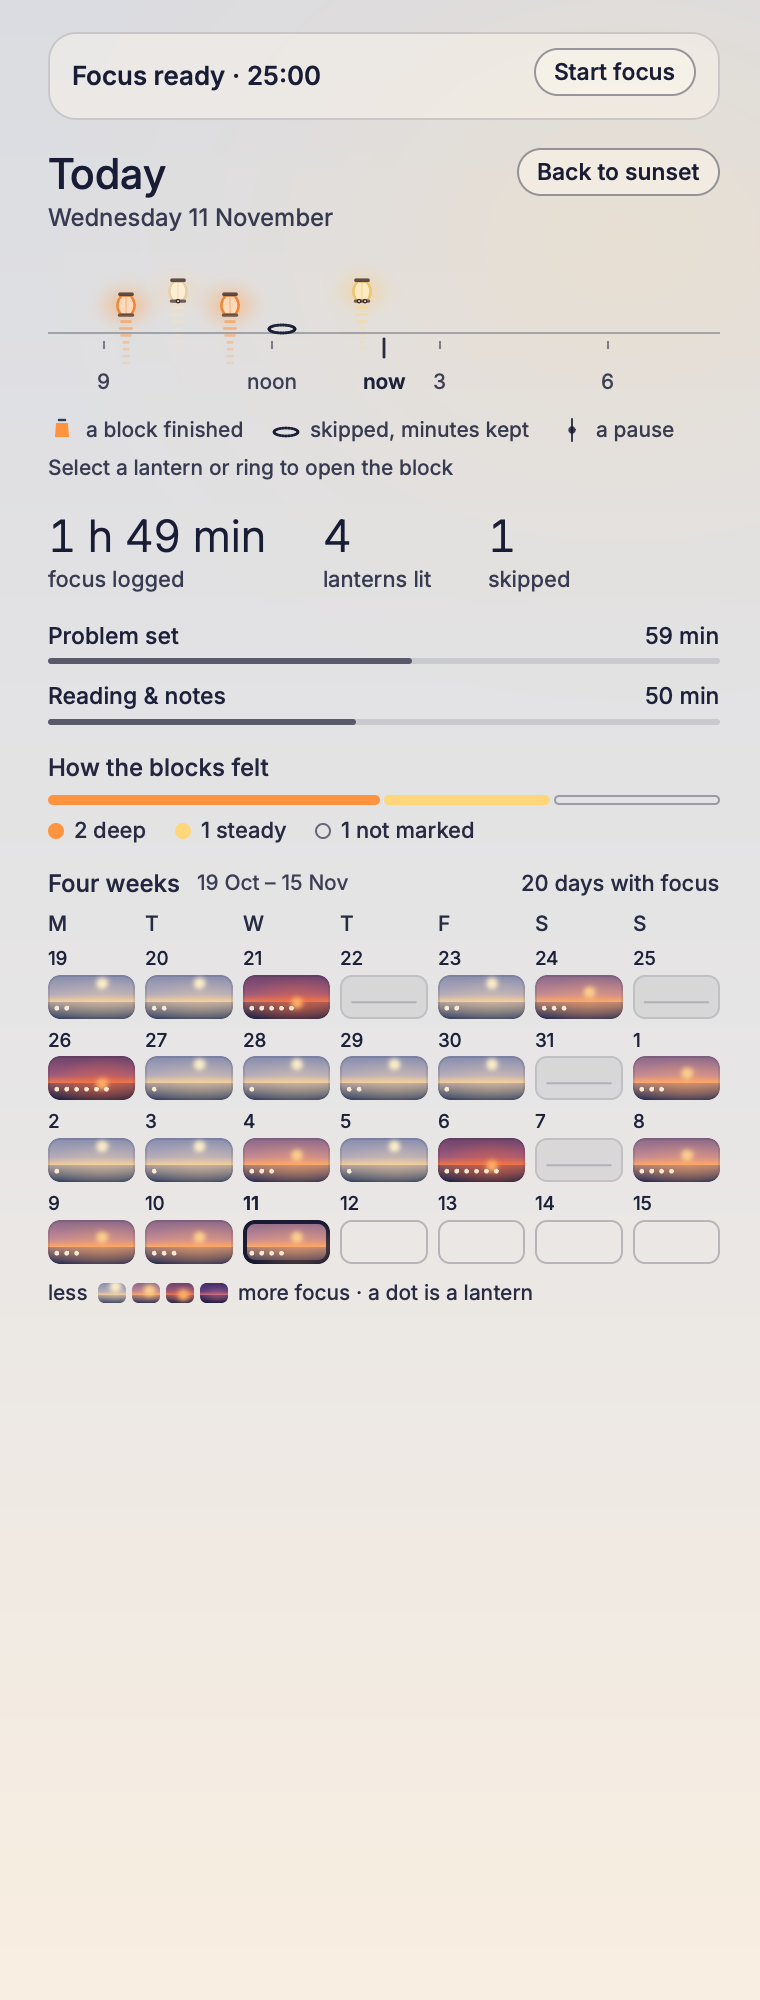 Focus ready · 25:00
Start focus
Today
Back to sunset
Wednesday 11 November
9 noon now 3 6
a block finished skipped, minutes kept a pause
Select a lantern or ring to open the block
1 h 49 min 4 1
focus logged lanterns lit skipped
Problem set 59 min
Reading & notes 50 min
How the blocks felt
2 deep 1 steady 1 not marked
Four weeks 19 Oct – 15 Nov 20 days with focus
M T W T F S S
19 20 21 22 23 24 25
26 27 28 29 30 31 1
2 3 4 5 6 7 8
9 10 11 12 13 14 15
less more focus · a dot is a lantern